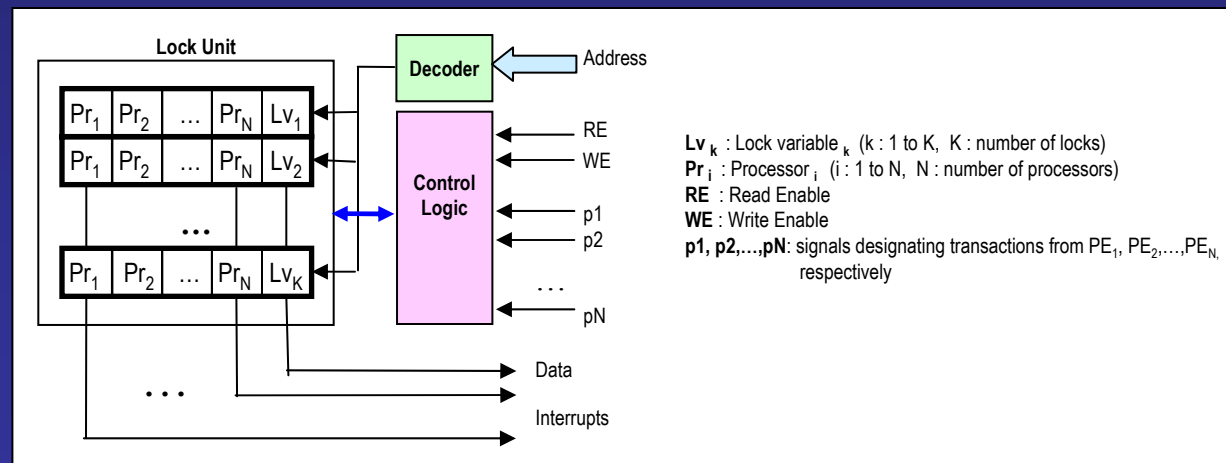 Lock Unit
Decoder
Address
Pr1 Pr2 … PrN Lv1
Pr1 Pr2 … PrN Lv2
...
Pr1 Pr2 … PrN LvK
Control
Logic
RE
WE
p1
p2
...
pN
Data
...
Interrupts
Lv k : Lock variable k (k : 1 to K, K : number of locks)
Pr i : Processor i (i : 1 to N, N : number of processors)
RE : Read Enable
WE : Write Enable
p1, p2,…,pN: signals designating transactions from PE1, PE2,…,PEN,
respectively